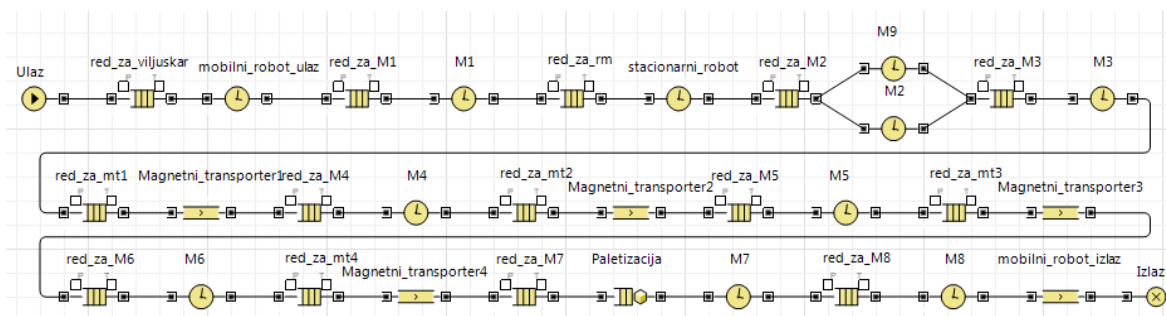 M9
red_za_viljuskar red_za_M1 M1 red_za_rm red_za_M2 red_za_M3 M3
Ulaz mobilni_robot_ulaz stacionarni_robot
M2
red_za_mt1 Magnetni_transporter1 red_za_M4 M4 red_za_mt2 Magnetni_transporter2 red_za_M5 M5 red_za_mt3 Magnetni_transporter3
red_za_M6 M6 red_za_mt4 Magnetni_transporter4 red_za_M7 Paletizacija M7 red_za_M8 M8 mobilni_robot_izlaz Izlaz